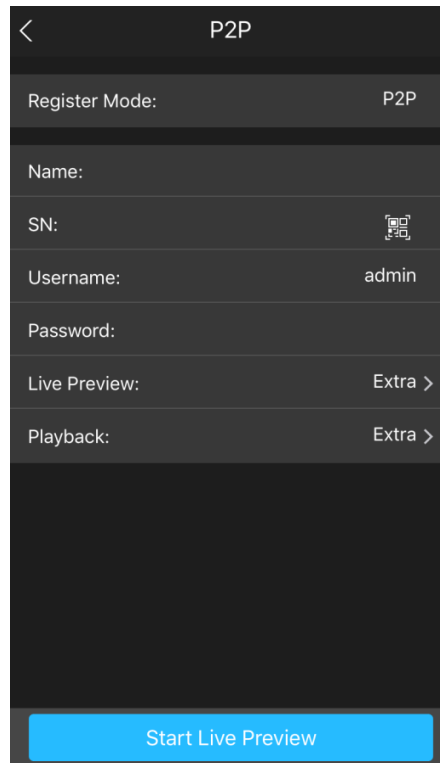 P2P
Register Mode: P2P
Name:
SN:
Username: admin
Password:
Live Preview: Extra
Playback: Extra
Start Live Preview